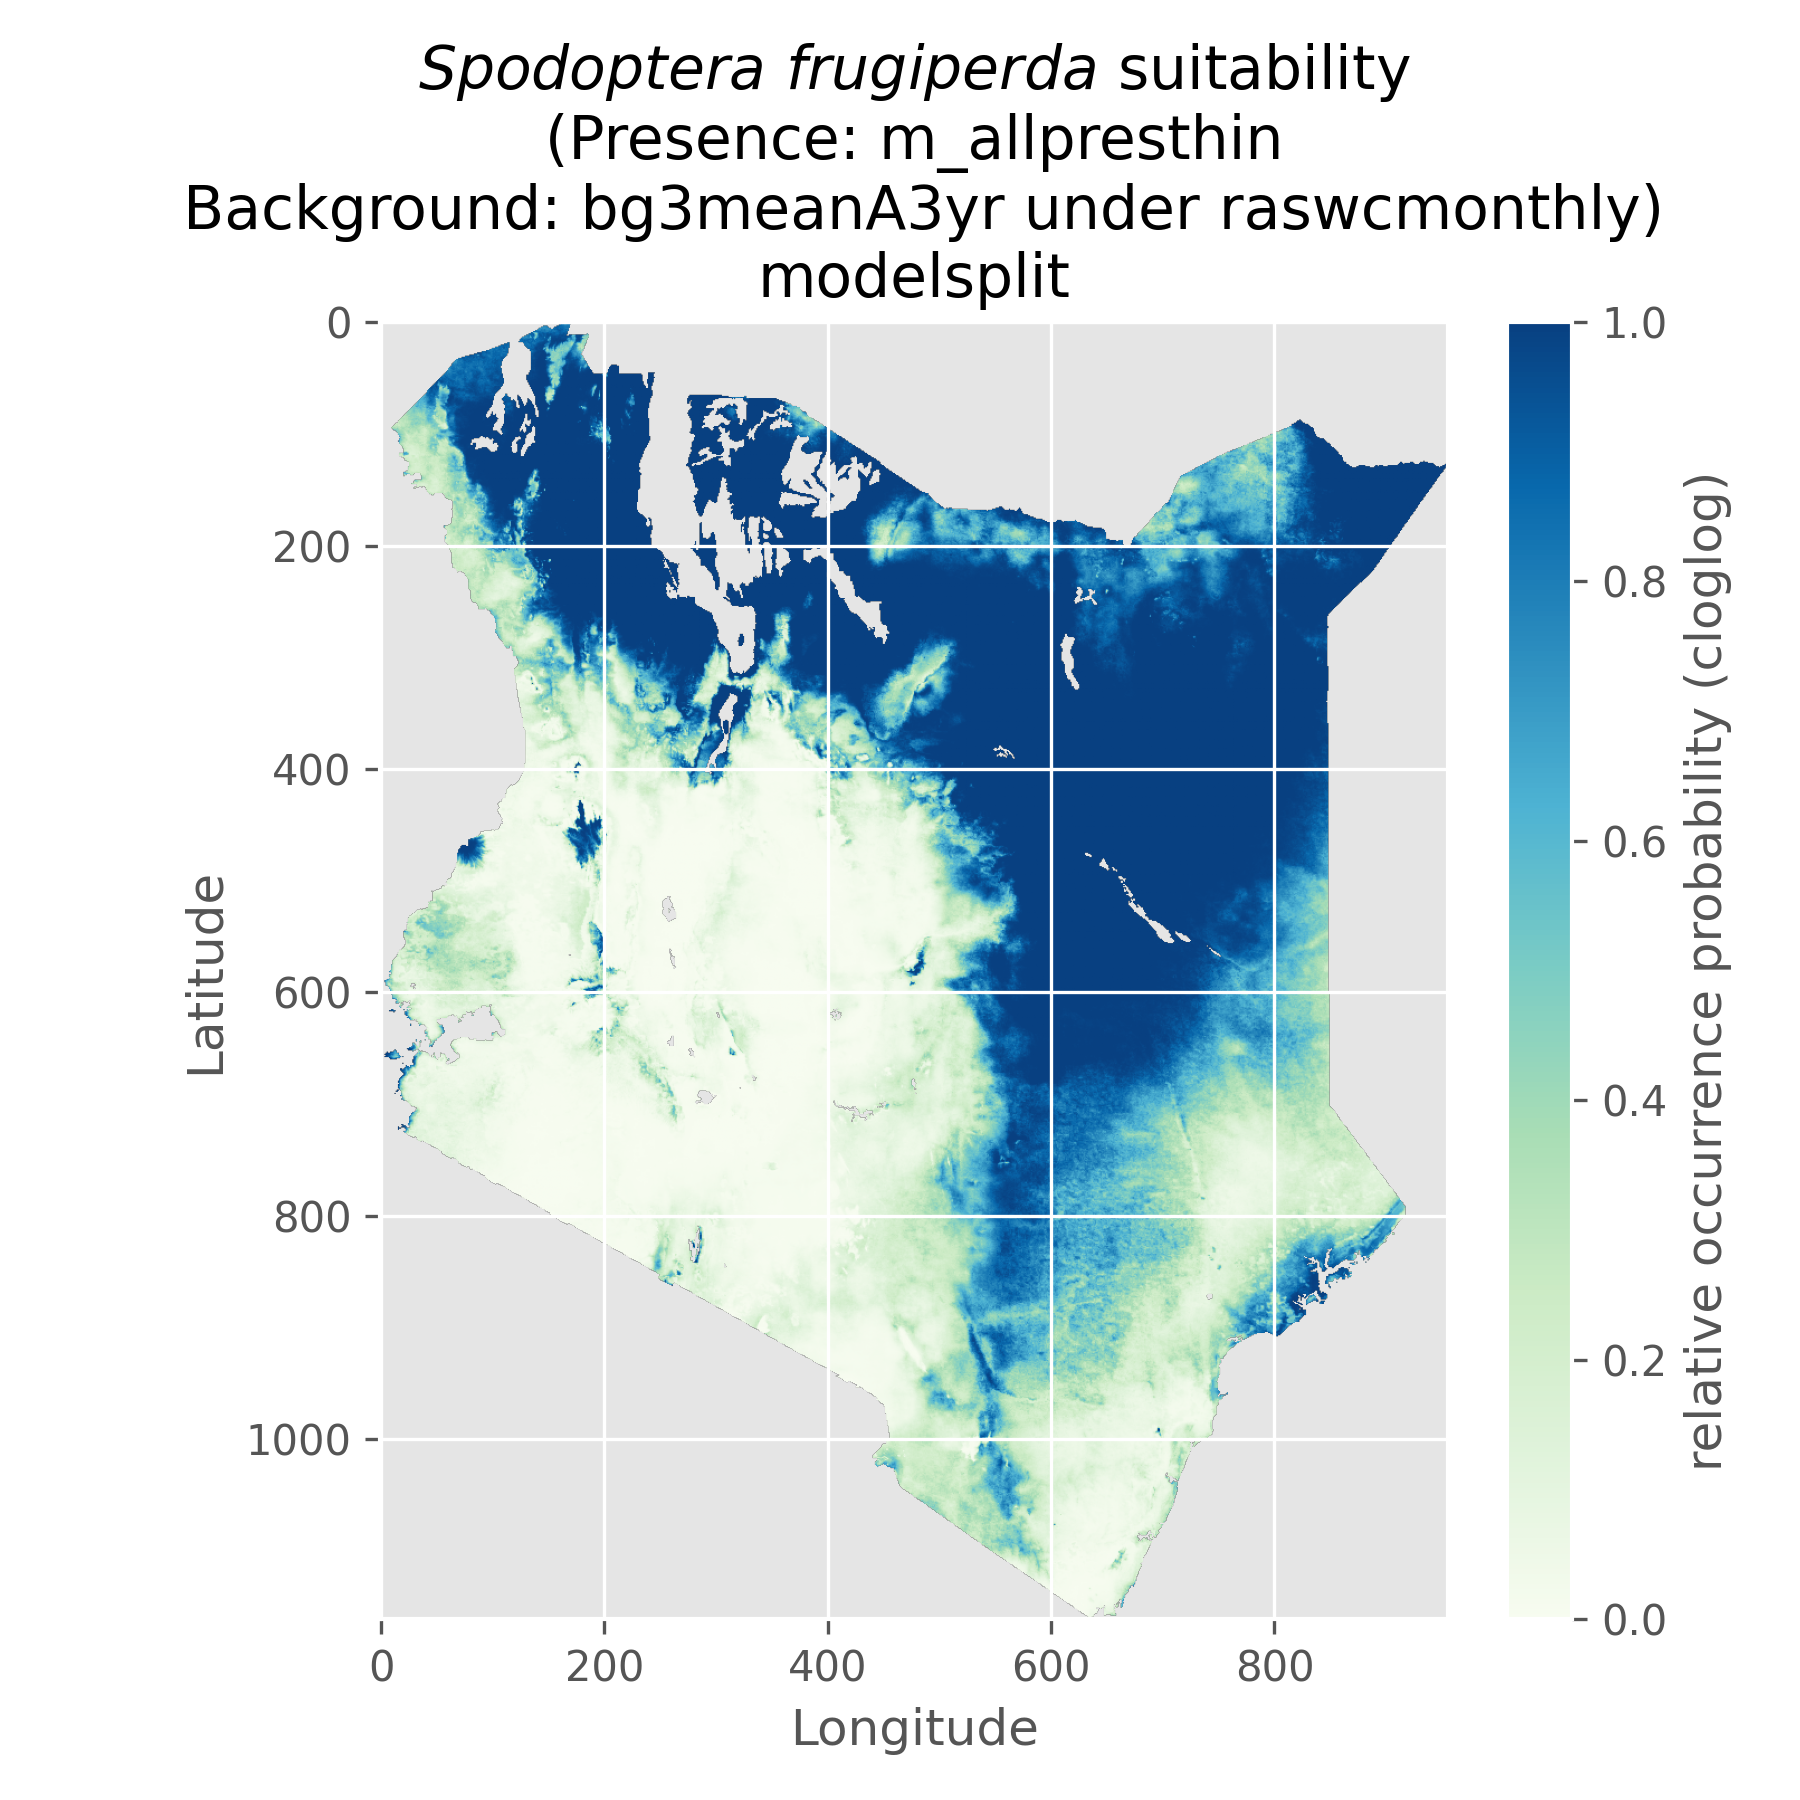 Spodoptera frugiperda suitability
(Presence: m_allpresthin
Background: bg3meanA3yr under raswcmonthly)
modelsplit
0
200
400
600
800
1000
Latitude
0
200
400
600
800
Longitude
1.0
0.8
0.6
0.4
0.2
0.0
relative occurrence probability (cloglog)